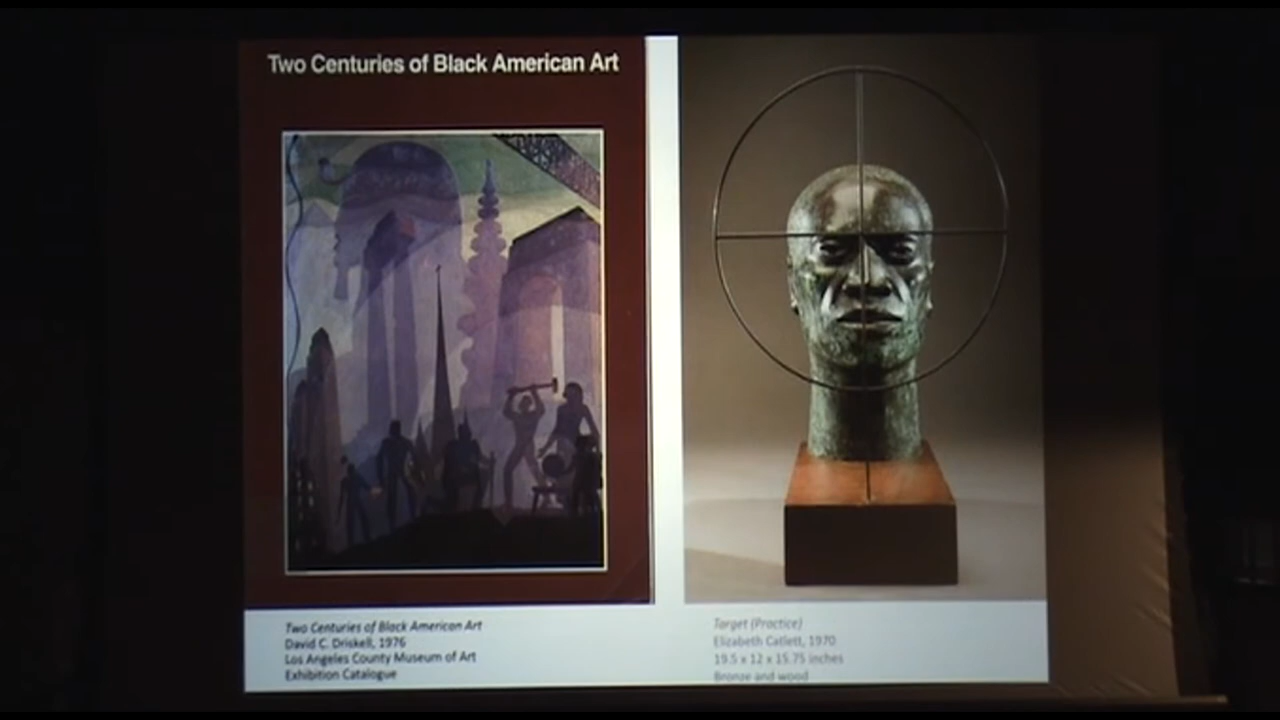 Two Centuries of Black American Art
Two Centuries of Black American Art
David C. Driskell, 1976
Los Angeles County Museum of Art
Exhibition Catalogue
Target (Practice)
Elizabeth Catlett, 1970
19.5 x 12 x 15.75 inches
Bronze and wood